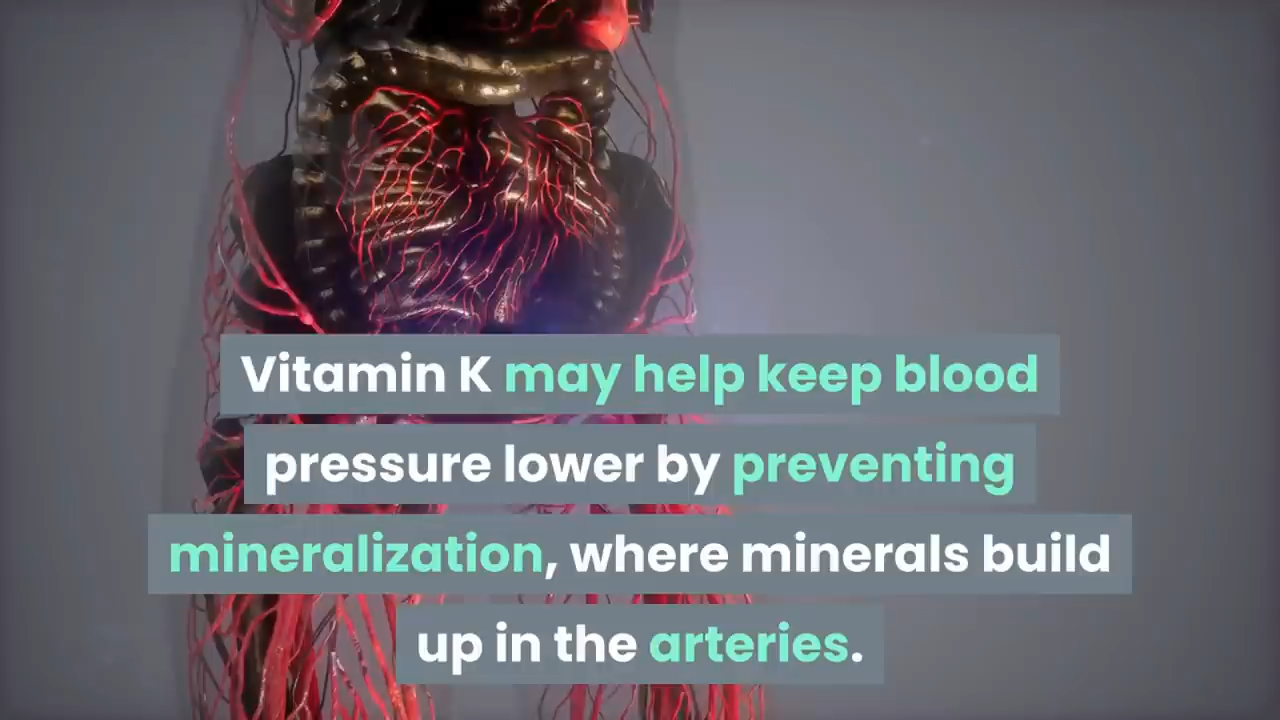 Vitamin K may help keep blood
pressure lower by preventing
mineralization, where minerals build
up in the arteries.